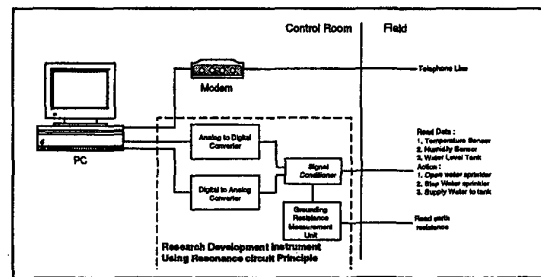 Control Room
Field
Telephone Line
Modem
PC
Analog to Digital
Converter
Digital to Analog
Converter
Signal
Conditioner
Grounding
Resistance
Measurement
Unit
Read Data :
1. Temperature Sensor
2. Humidity Sensor
3. Water Level Tank
Action :
1. Open water sprinkler
2. Stop Water sprinkler
3. Supply Water to tank
Read earth
resistance
Research Development Instrument
Using Resonance circuit Principle